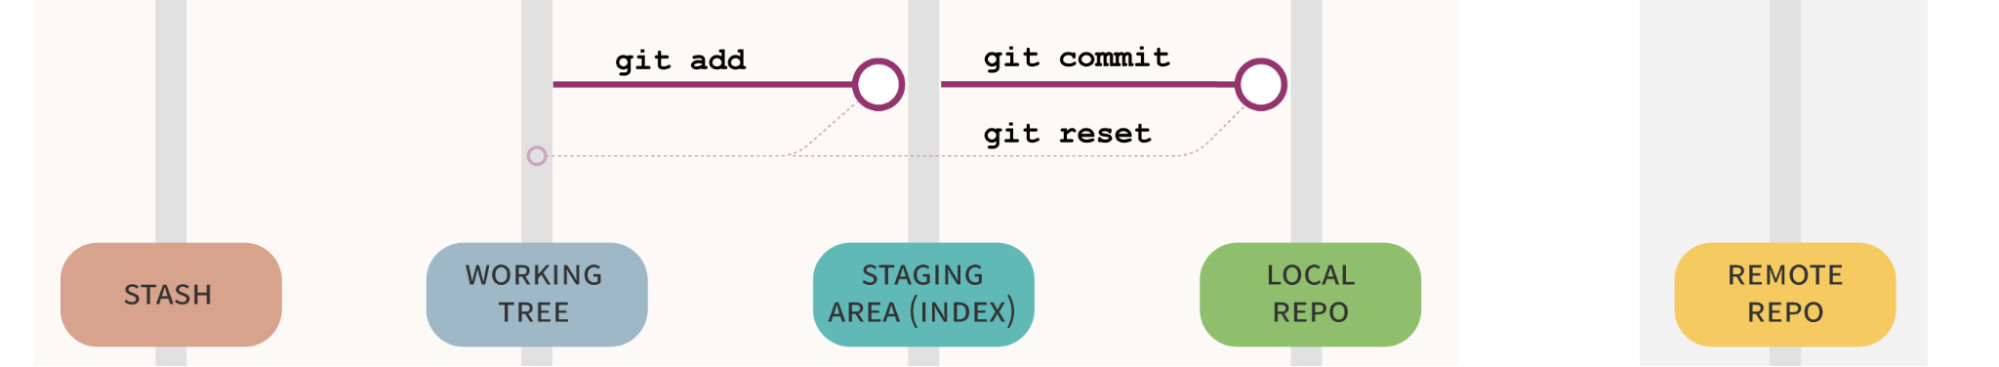 git add
git commit
git reset
STASH
WORKING
TREE
STAGING
AREA (INDEX)
LOCAL
REPO
REMOTE
REPO